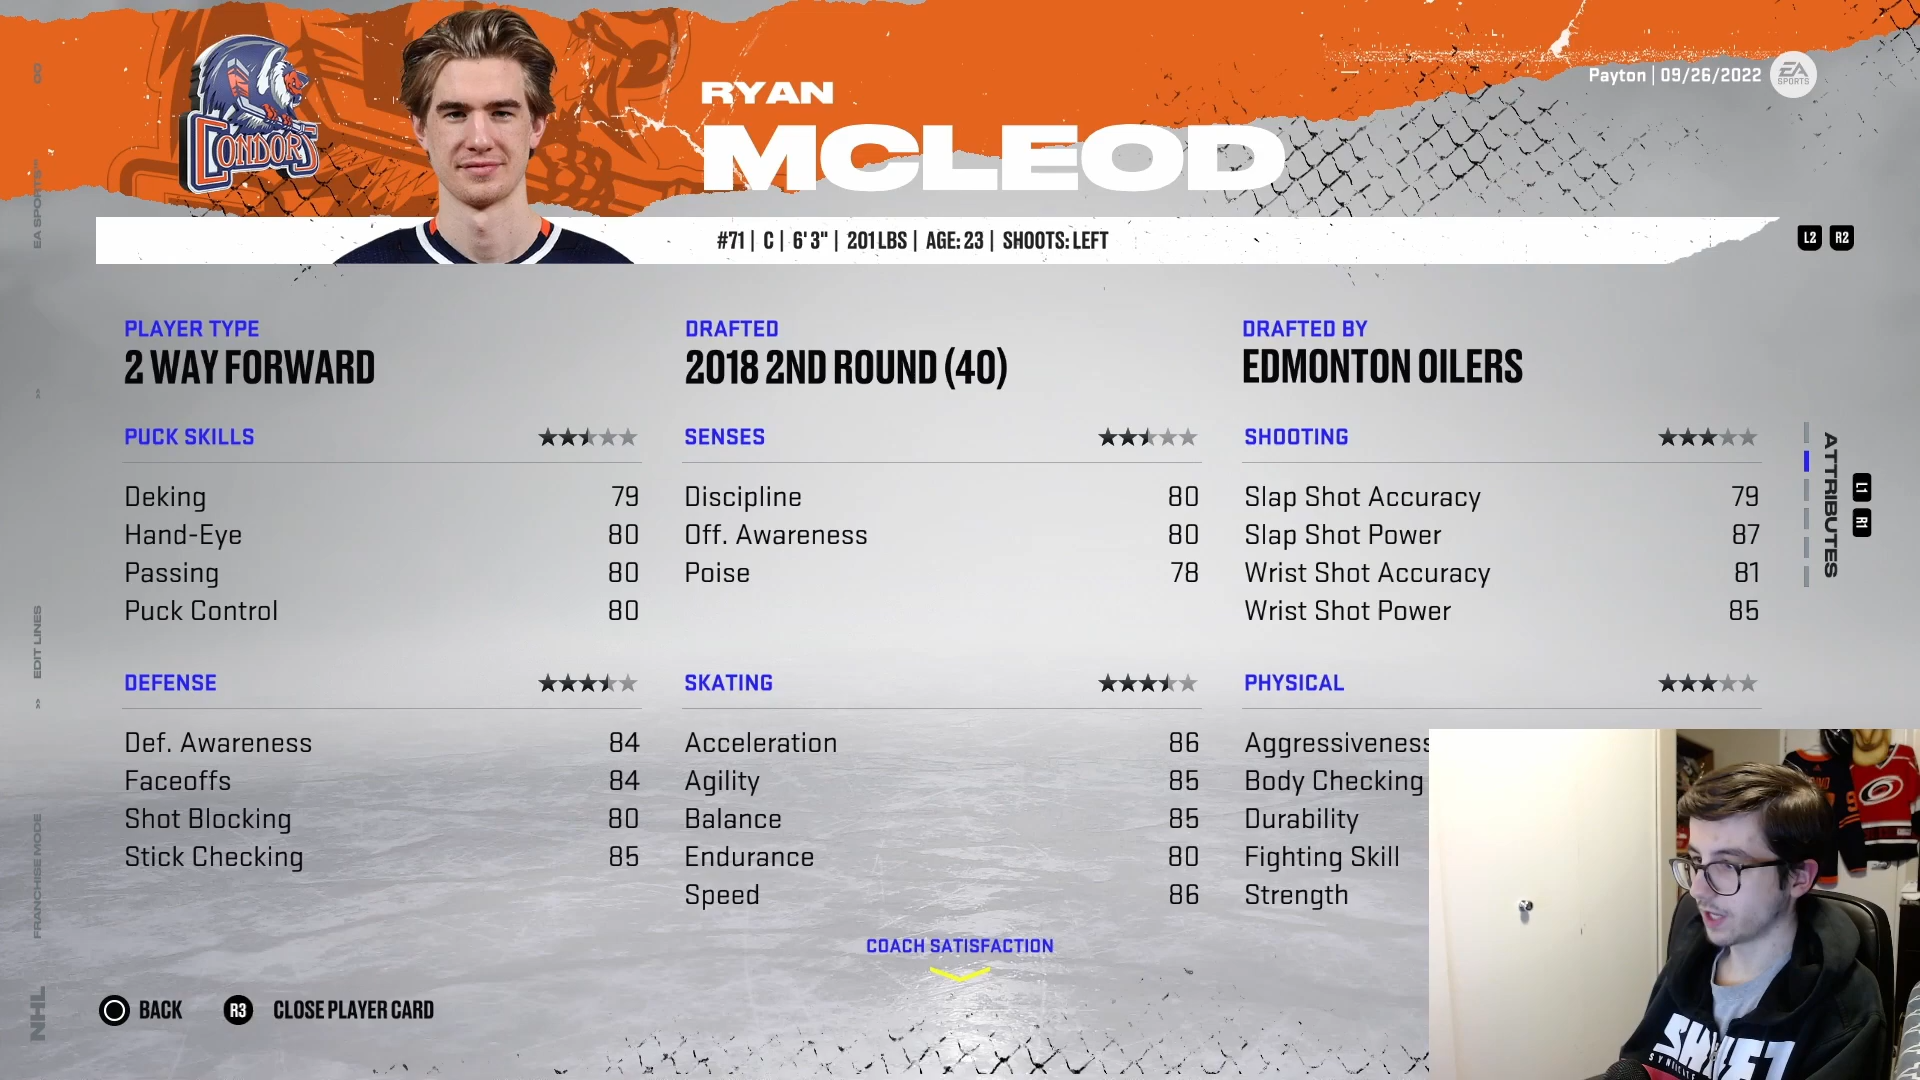 CONDORS
RYAN
MCLEOD
Payton | 09/26/2022
EA SPORTS
#71 | C | 6' 3" | 201 LBS | AGE: 23 | SHOOTS: LEFT
L2 R2
PLAYER TYPE
2 WAY FORWARD
DRAFTED
2018 2ND ROUND (40)
DRAFTED BY
EDMONTON OILERS
PUCK SKILLS
Deking 79
Hand-Eye 80
Passing 80
Puck Control 80
SENSES
Discipline 80
Off. Awareness 80
Poise 78
SHOOTING
Slap Shot Accuracy 79
Slap Shot Power 87
Wrist Shot Accuracy 81
Wrist Shot Power 85
DEFENSE
Def. Awareness 84
Faceoffs 84
Shot Blocking 80
Stick Checking 85
SKATING
Acceleration 86
Agility 85
Balance 85
Endurance 80
Speed 86
PHYSICAL
Aggressiveness
Body Checking
Durability
Fighting Skill
Strength
ATTRIBUTES
L1
R1
COACH SATISFACTION
BACK
R3 CLOSE PLAYER CARD
NHL
FRANCHISE MODE
>>
EDIT LINES
>>
EA SPORTS™